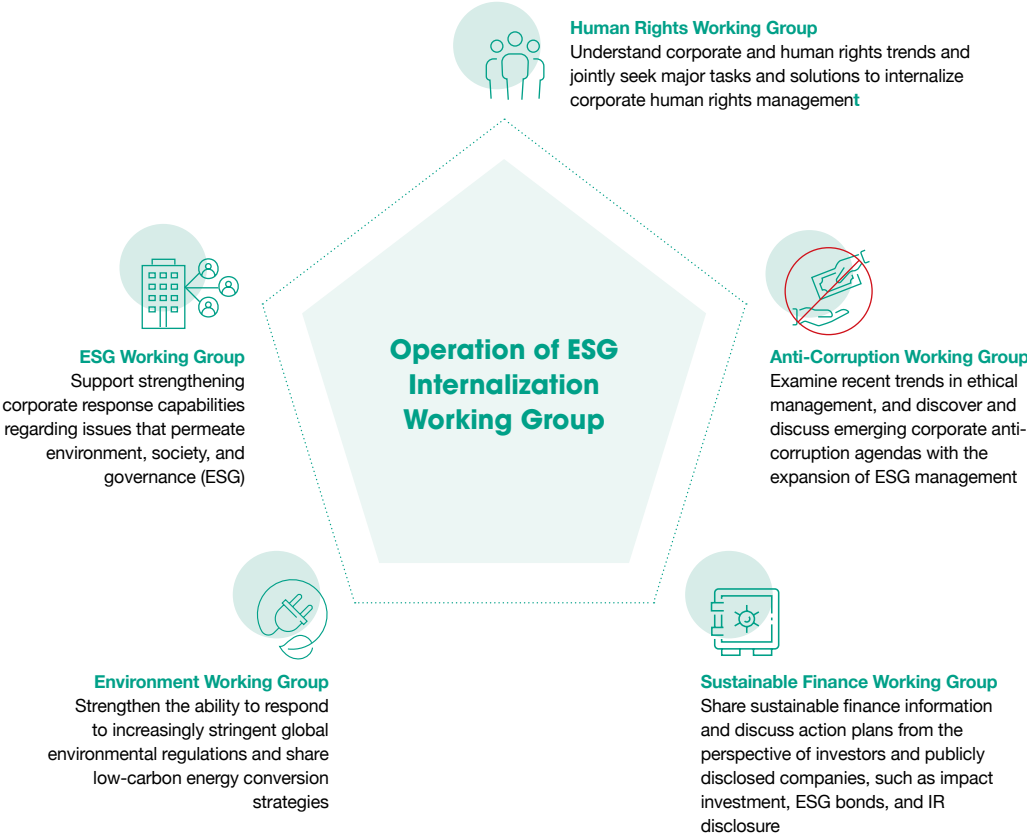 Human Rights Working Group
Understand corporate and human rights trends and
jointly seek major tasks and solutions to internalize
corporate human rights management
Operation of ESG
Internalization
Working Group
ESG Working Group
Support strengthening
corporate response capabilities
regarding issues that permeate
environment, society, and
governance (ESG)
Anti-Corruption Working Group
Examine recent trends in ethical
management, and discover and
discuss emerging corporate anti-
corruption agendas with the
expansion of ESG management
Environment Working Group
Strengthen the ability to respond
to increasingly stringent global
environmental regulations and share
low-carbon energy conversion
strategies
Sustainable Finance Working Group
Share sustainable finance information
and discuss action plans from the
perspective of investors and publicly
disclosed companies, such as impact
investment, ESG bonds, and IR
disclosure